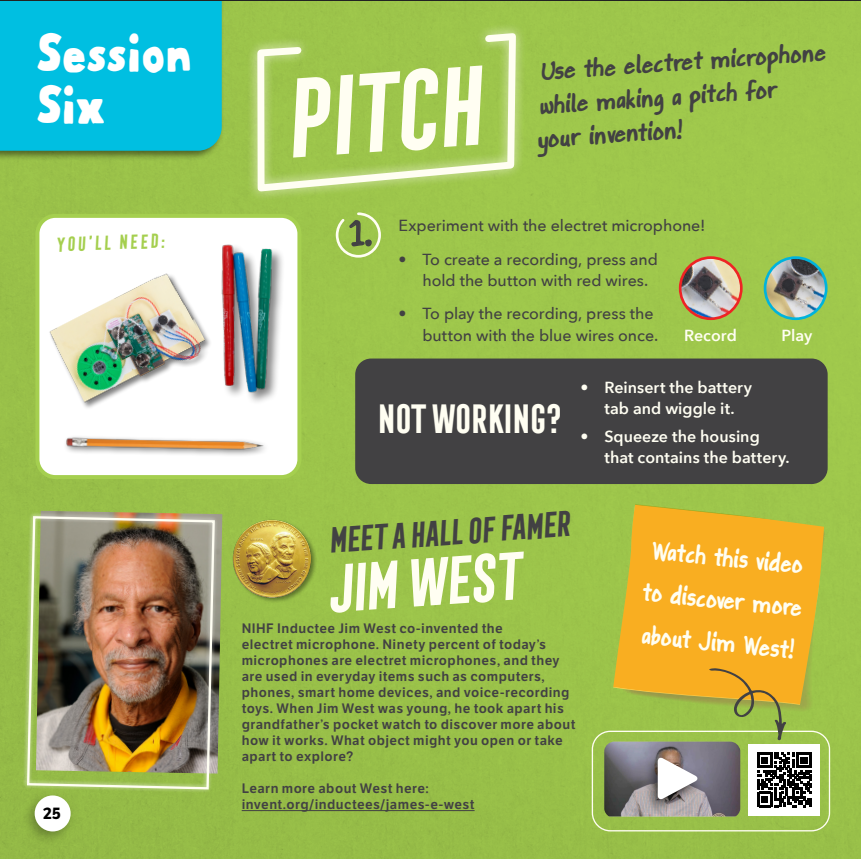 Session
Six
PITCH
Use the electret microphone
while making a pitch for
your invention!
YOU'LL NEED:
1.
Experiment with the electret microphone!
• To create a recording, press and
hold the button with red wires.
• To play the recording, press the
button with the blue wires once.
Record
Play
NOT WORKING?
• Reinsert the battery
tab and wiggle it.
• Squeeze the housing
that contains the battery.
MEET A HALL OF FAMER
JIM WEST
NIHF Inductee Jim West co-invented the
electret microphone. Ninety percent of today's
microphones are electret microphones, and they
are used in everyday items such as computers,
phones, smart home devices, and voice-recording
toys. When Jim West was young, he took apart his
grandfather's pocket watch to discover more about
how it works. What object might you open or take
apart to explore?
Learn more about West here:
invent.org/inductees/james-e-west
Watch this video
to discover more
about Jim West!
25